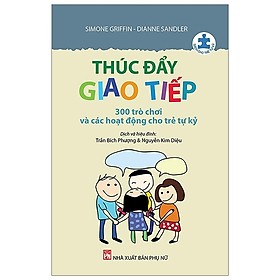 SIMONE GRIFFIN - DIANNE SANDLER
THÚC ĐẨY
GIAO TIẾP
300 trò chơi
và các hoạt động cho trẻ tự kỷ
Dịch và hiệu đính:
Trần Bích Phượng & Nguyễn Kim Diệu
NHÀ XUẤT BẢN PHỤ NỮ